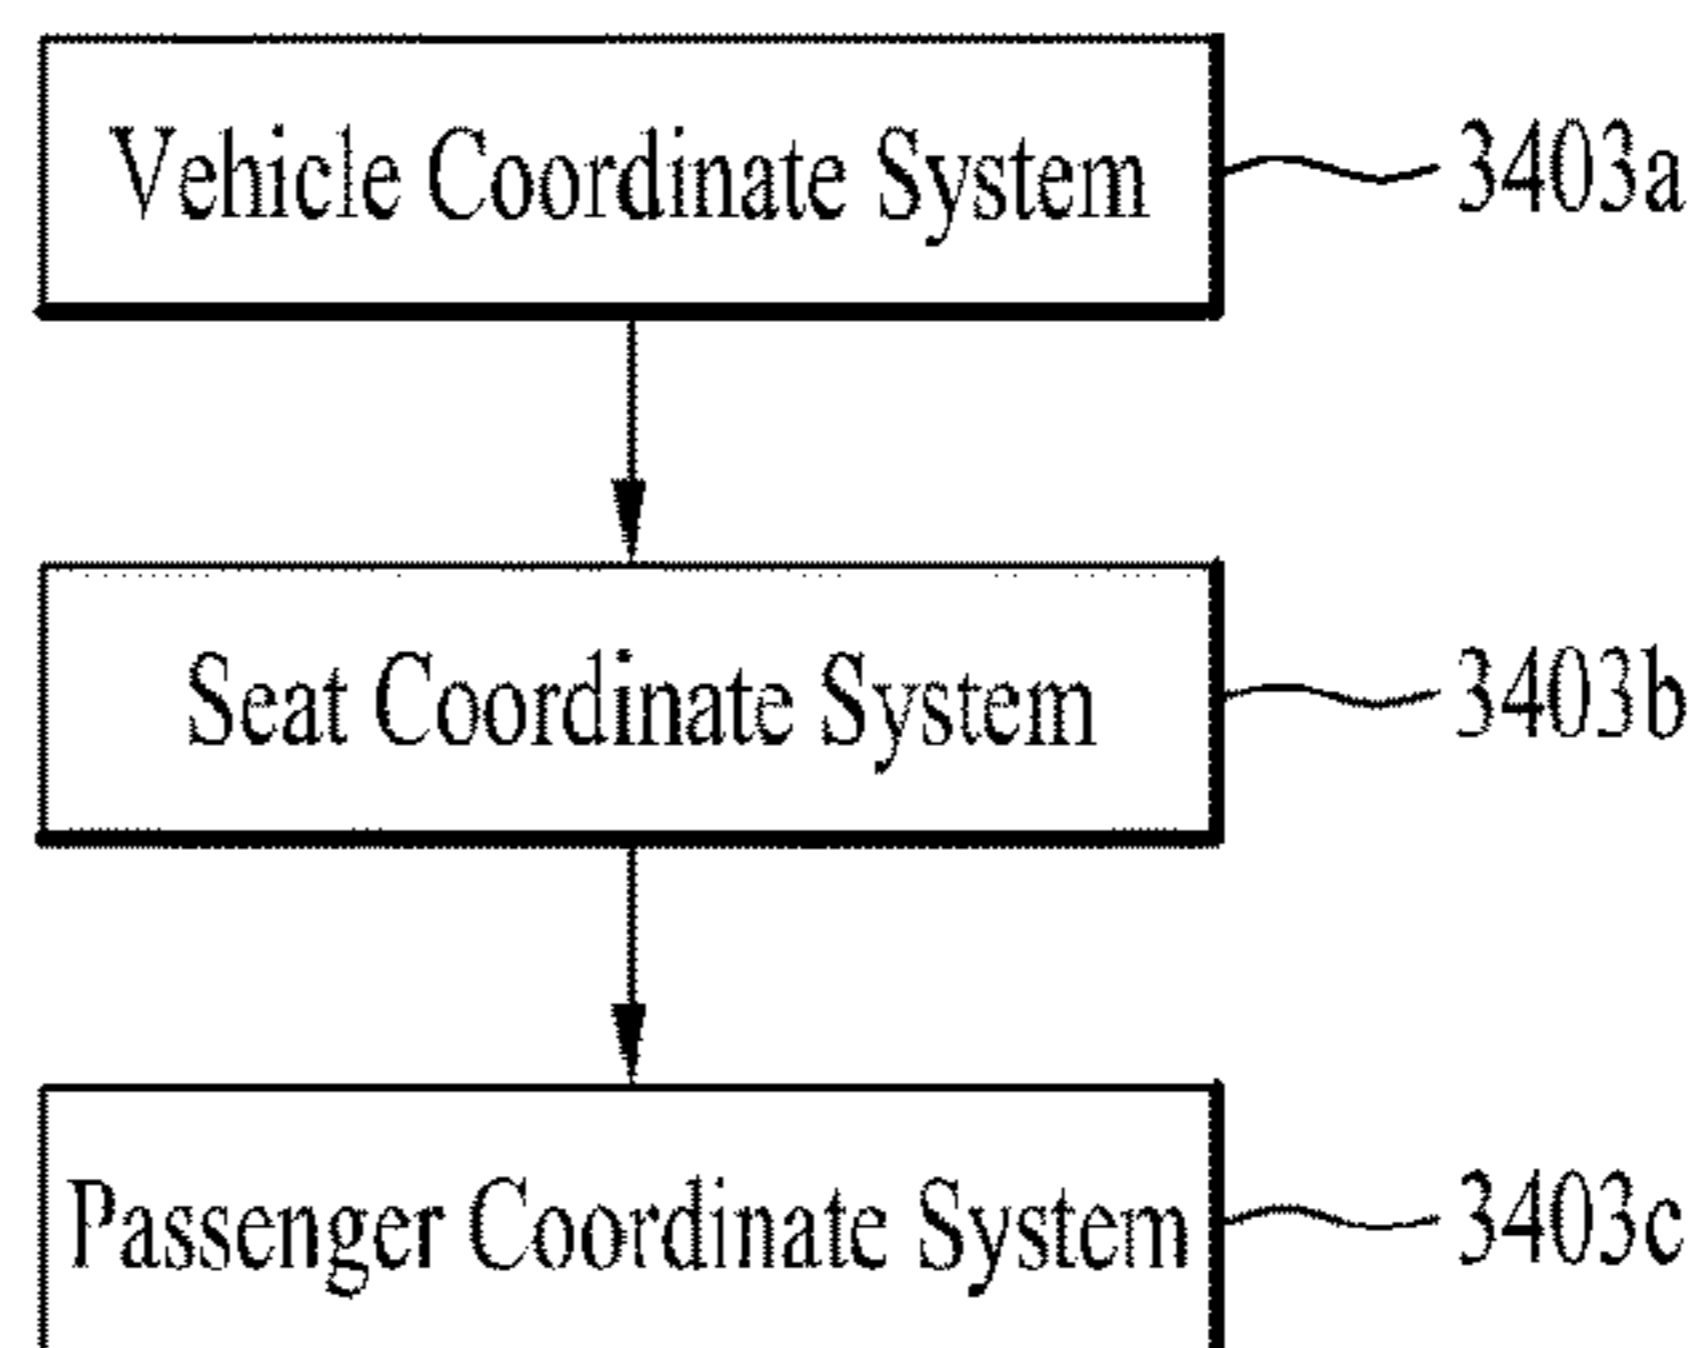 Vehicle Coordinate System 3403a
Seat Coordinate System 3403b
Passenger Coordinate System 3403c